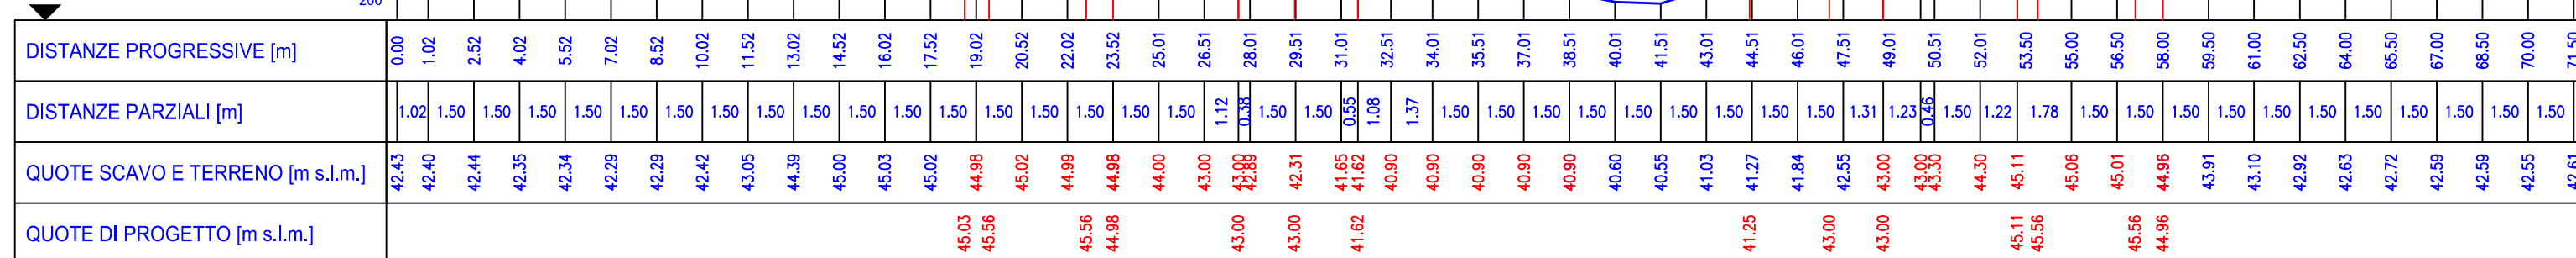 200
DISTANZE PROGRESSIVE [m] 0.00 1.02 2.52 4.02 5.52 7.02 8.52 10.02 11.52 13.02 14.52 16.02 17.52 19.02 20.52 22.02 23.52 25.01 26.51 28.01 29.51 31.01 32.51 34.01 35.51 37.01 38.51 40.01 41.51 43.01 44.51 46.01 47.51 49.01 50.51 52.01 53.50 55.00 56.50 58.00 59.50 61.00 62.50 64.00 65.50 67.00 68.50 70.00 71.50
DISTANZE PARZIALI [m] 1.02 1.50 1.50 1.50 1.50 1.50 1.50 1.50 1.50 1.50 1.50 1.50 1.50 1.50 1.50 1.50 1.50 1.50 1.12 0.38 1.50 1.50 0.55 1.08 1.37 1.50 1.50 1.50 1.50 1.50 1.50 1.50 1.50 1.50 1.31 1.23 0.46 1.50 1.22 1.78 1.50 1.50 1.50 1.50 1.50 1.50 1.50 1.50 1.50 1.50
QUOTE SCAVO E TERRENO [m s.l.m.] 42.43 42.40 42.44 42.35 42.34 42.29 42.29 42.42 43.05 44.39 45.00 45.03 45.02 44.98 45.02 44.99 44.98 44.00 43.00 43.00 42.89 42.31 41.65 41.62 40.90 40.90 40.90 40.90 40.90 40.60 40.55 41.03 41.27 41.84 42.55 43.00 43.00 43.30 44.30 45.11 45.06 45.01 44.96 43.91 43.10 42.92 42.63 42.72 42.59 42.59 42.55 42.61
QUOTE DI PROGETTO [m s.l.m.] 45.03 45.56 45.56 44.98 43.00 43.00 41.62 41.25 43.00 43.00 45.11 45.56 45.56 44.96